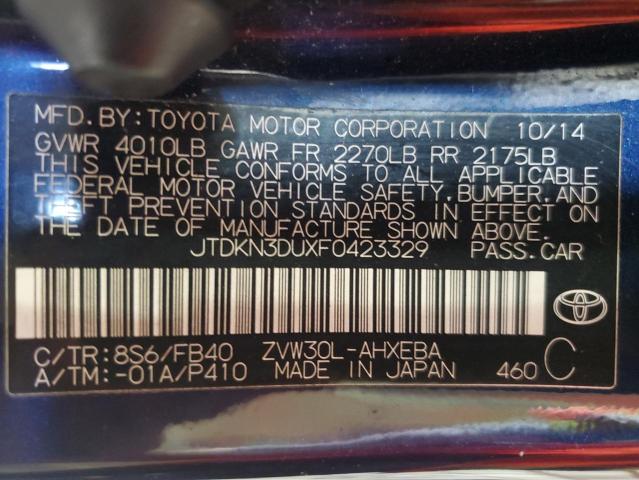 MFD. BY: TOYOTA MOTOR CORPORATION 10/14
GVWR 4010LB GAWR FR 2270LB RR 2175LB
THIS VEHICLE CONFORMS TO ALL APPLICABLE
FEDERAL MOTOR VEHICLE SAFETY, BUMPER, AND
THEFT PREVENTION STANDARDS IN EFFECT ON
THE DATE OF MANUFACTURE SHOWN ABOVE.
JTDKN3DUXF0423329 PASS. CAR
C/TR: 8S6/FB40 ZVW30L-AHXEBA
A/TM: -01A/P410 MADE IN JAPAN 460 C